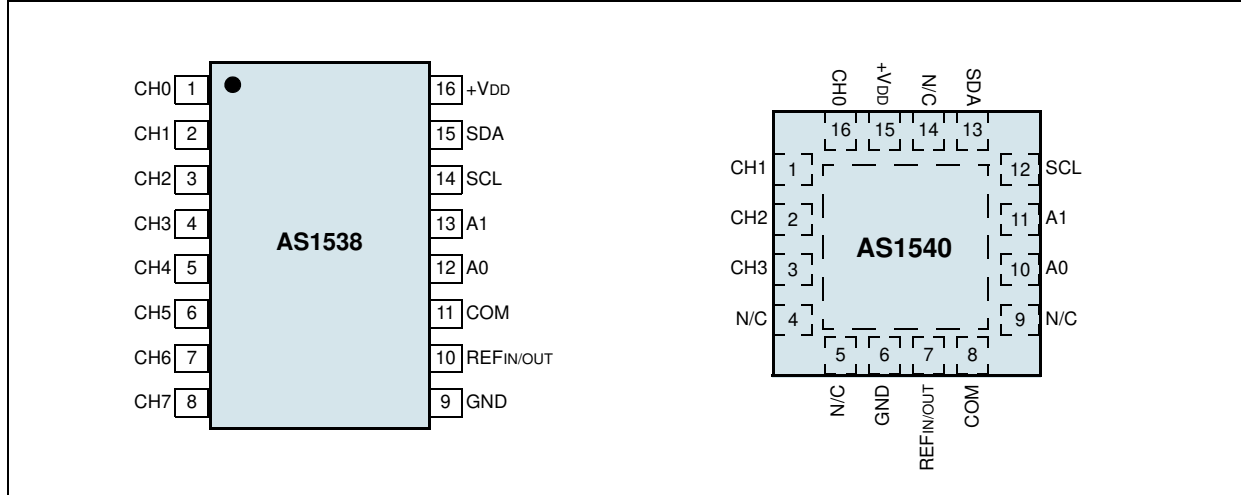 CH0 1
CH1 2
CH2 3
CH3 4
CH4 5
CH5 6
CH6 7
CH7 8
AS1538
16 +VDD
15 SDA
14 SCL
13 A1
12 A0
11 COM
10 REFIN/OUT
9 GND
CH0
+VDD
N/C
SDA
16 15 14 13
CH1 1
CH2 2
CH3 3
N/C 4
AS1540
12 SCL
11 A1
10 A0
9 N/C
5 6 7 8
N/C
GND
REFIN/OUT
COM